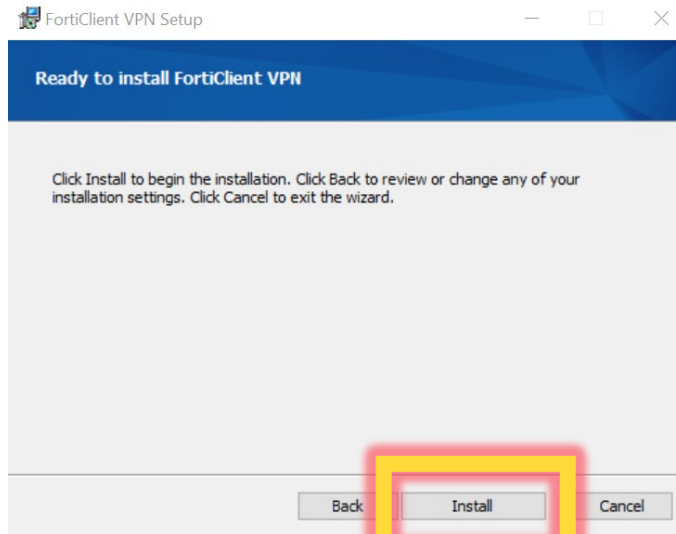 FortiClient VPN Setup
Ready to install FortiClient VPN
Click Install to begin the installation. Click Back to review or change any of your
installation settings. Click Cancel to exit the wizard.
Back Install Cancel